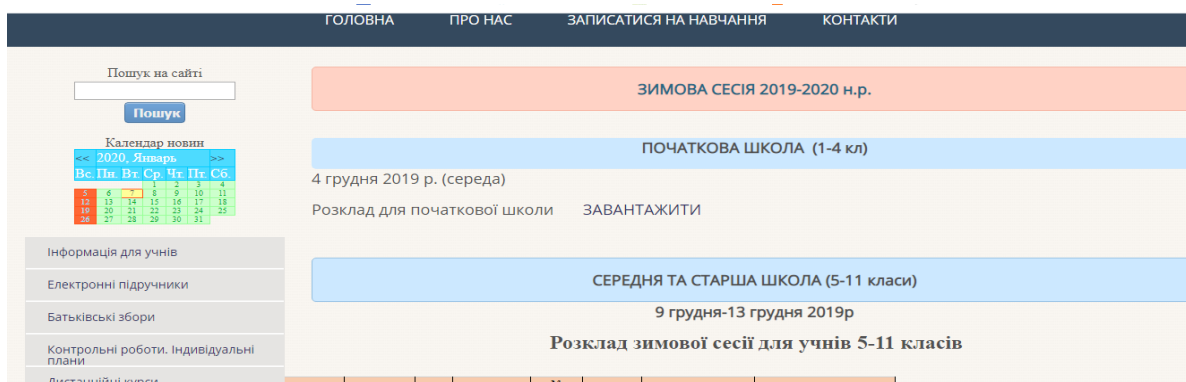 ГОЛОВНА ПРО НАС ЗАПИСАТИСЯ НА НАВЧАННЯ КОНТАКТИ
Пошук на сайті
Пошук
Календар новин
<< 2020, Январь >>
Вс. Пн. Вт. Ср. Чт. Пт. Сб.
1 2 3 4
5 6 7 8 9 10 11
12 13 14 15 16 17 18
19 20 21 22 23 24 25
26 27 28 29 30 31
Інформація для учнів
Електронні підручники
Батьківські збори
Контрольні роботи. Індивідуальні
плани
Дистанційні курси
ЗИМОВА СЕСІЯ 2019-2020 н.р.
ПОЧАТКОВА ШКОЛА (1-4 кл)
4 грудня 2019 р. (середа)
Розклад для початкової школи ЗАВАНТАЖИТИ
СЕРЕДНЯ ТА СТАРША ШКОЛА (5-11 класи)
9 грудня-13 грудня 2019р
Розклад зимової сесії для учнів 5-11 класів